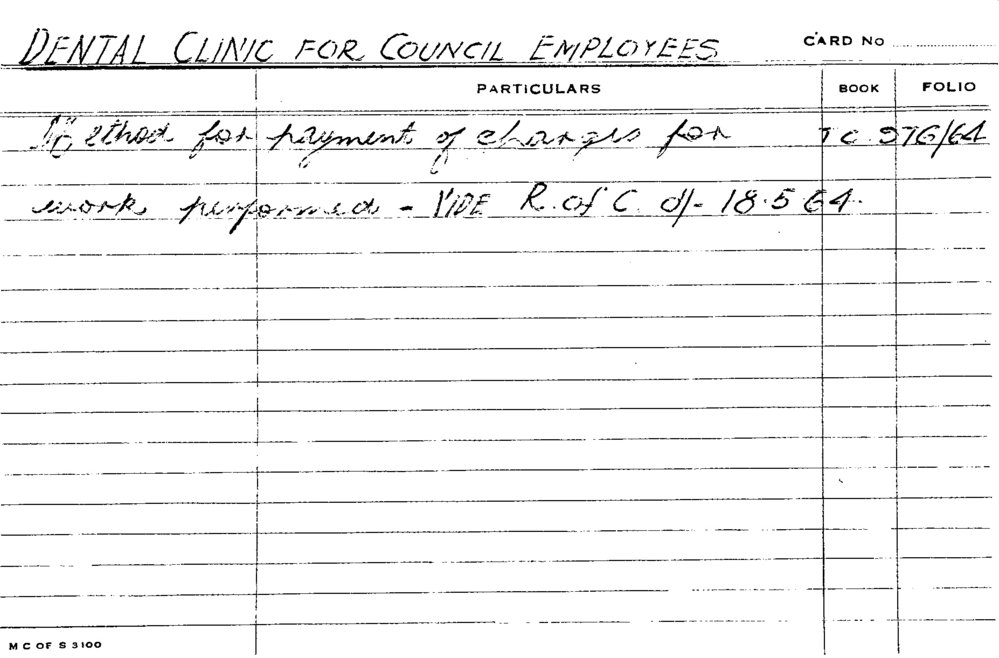 DENTAL CLINIC FOR COUNCIL EMPLOYEES CARD No
PARTICULARS BOOK FOLIO
Method for payment of charges for TC 976/64
work performed - VIDE R. of C. d/- 18.5 64.
M C OF S 3100